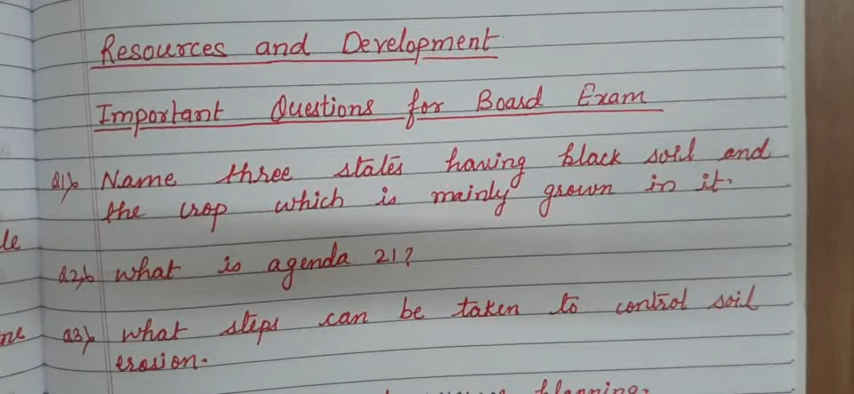 Resources and Development
Important Questions for Board Exam
Q1) Name three states having black soil and
the crop which is mainly grown in it.
Q2) what is agenda 21?
Q3) what steps can be taken to control soil
erosion.
planning.